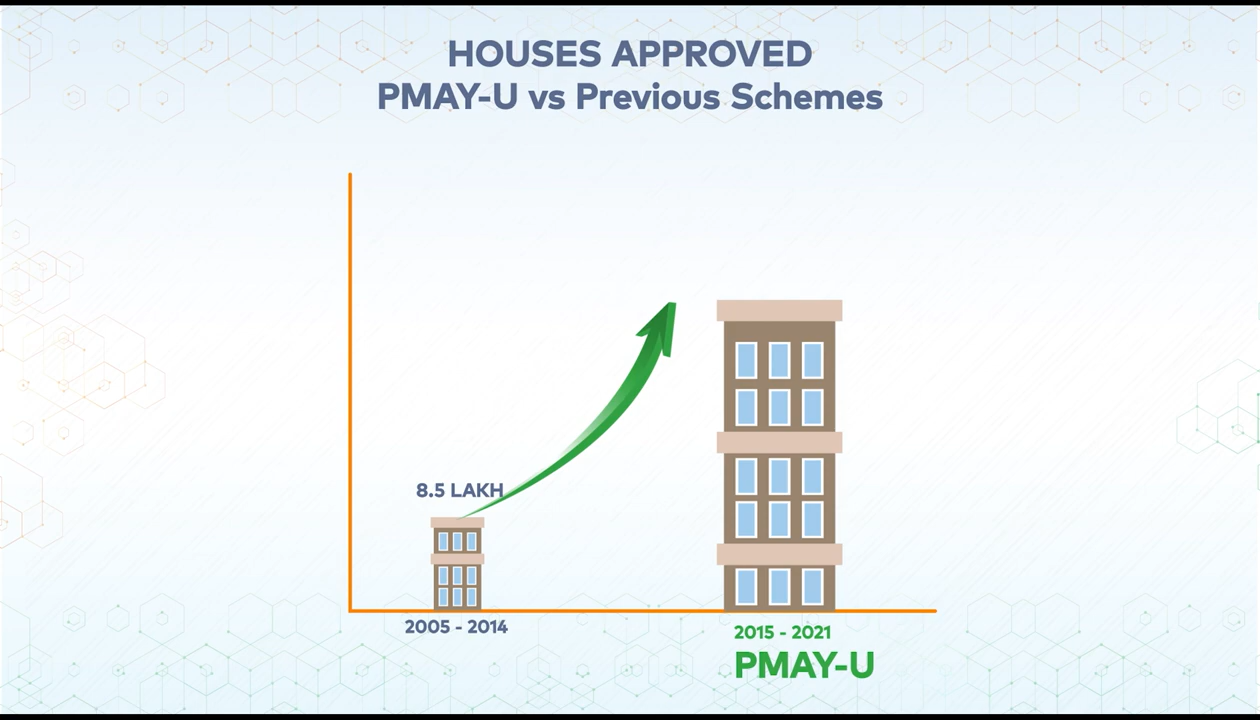 HOUSES APPROVED
PMAY-U vs Previous Schemes
8.5 LAKH
2005 - 2014
2015 - 2021
PMAY-U